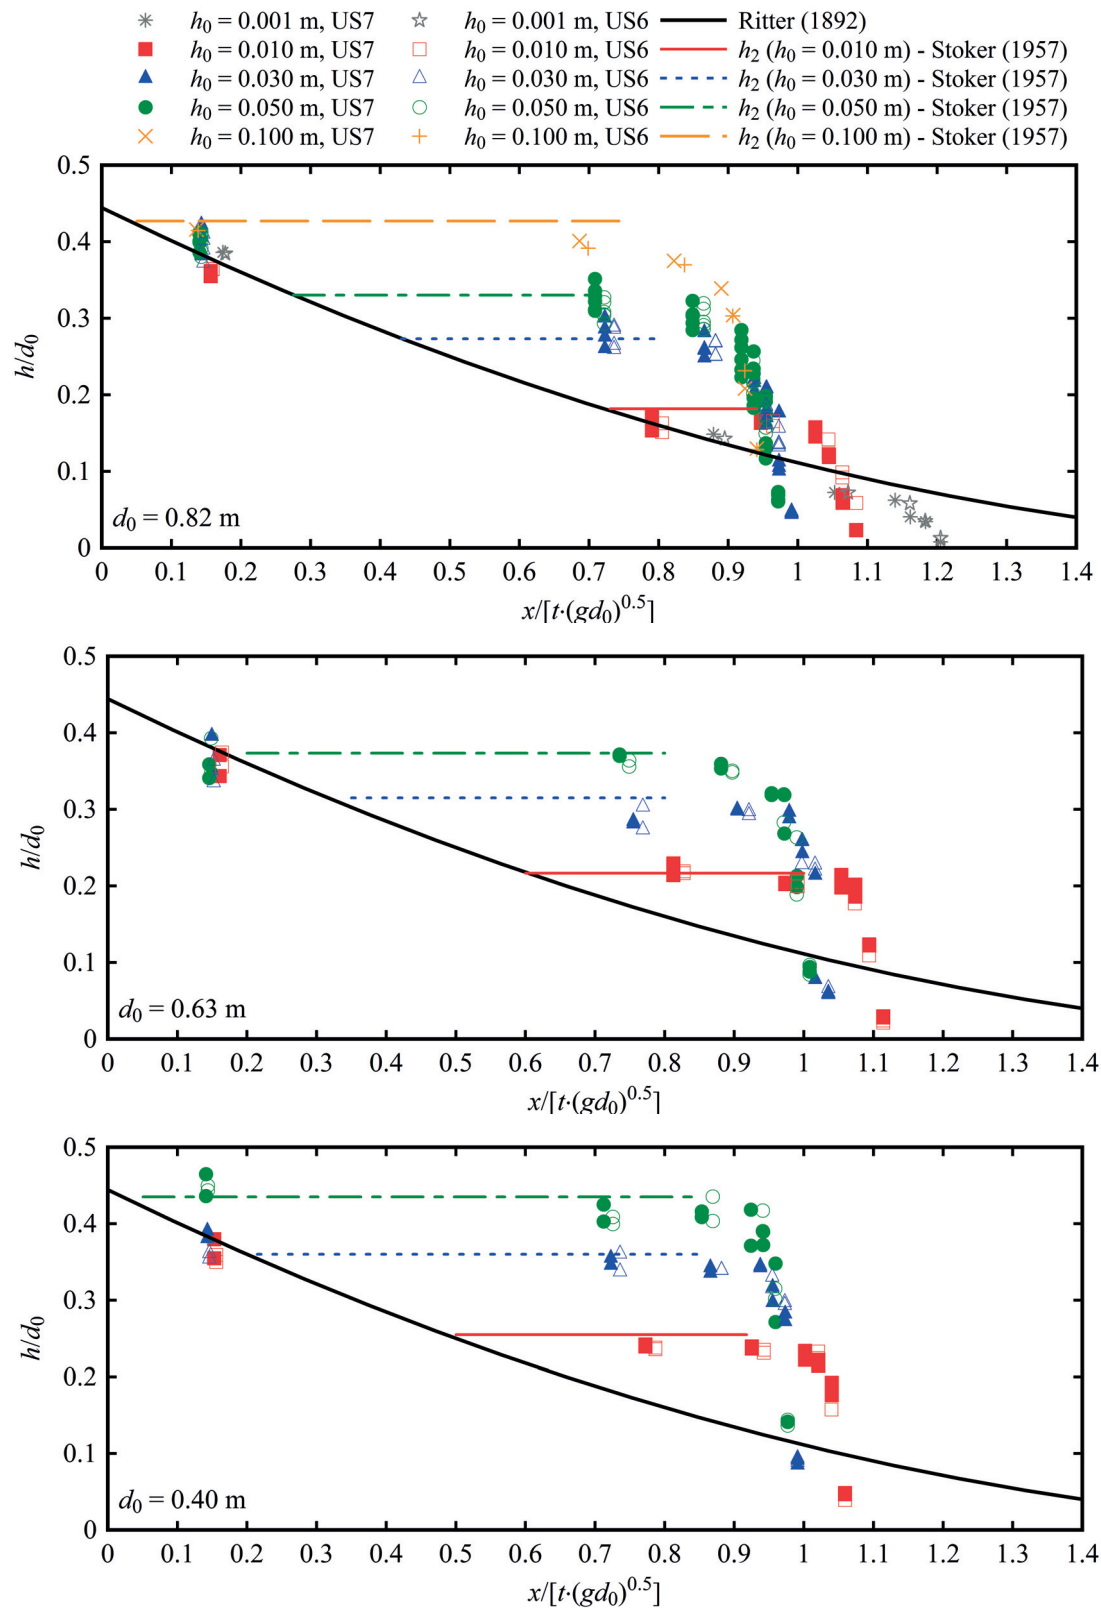 h0 = 0.001 m, US7 h0 = 0.001 m, US6 Ritter (1892)
h0 = 0.010 m, US7 h0 = 0.010 m, US6 h2 (h0 = 0.010 m) - Stoker (1957)
h0 = 0.030 m, US7 h0 = 0.030 m, US6 h2 (h0 = 0.030 m) - Stoker (1957)
h0 = 0.050 m, US7 h0 = 0.050 m, US6 h2 (h0 = 0.050 m) - Stoker (1957)
h0 = 0.100 m, US7 h0 = 0.100 m, US6 h2 (h0 = 0.100 m) - Stoker (1957)
0.5
0.4
0.3
h/d0
0.2
0.1
d0 = 0.82 m
0
0 0.1 0.2 0.3 0.4 0.5 0.6 0.7 0.8 0.9 1 1.1 1.2 1.3 1.4
x/[t·(gd0)^0.5]
0.5
0.4
0.3
h/d0
0.2
0.1
d0 = 0.63 m
0
0 0.1 0.2 0.3 0.4 0.5 0.6 0.7 0.8 0.9 1 1.1 1.2 1.3 1.4
x/[t·(gd0)^0.5]
0.5
0.4
0.3
h/d0
0.2
0.1
d0 = 0.40 m
0
0 0.1 0.2 0.3 0.4 0.5 0.6 0.7 0.8 0.9 1 1.1 1.2 1.3 1.4
x/[t·(gd0)^0.5]